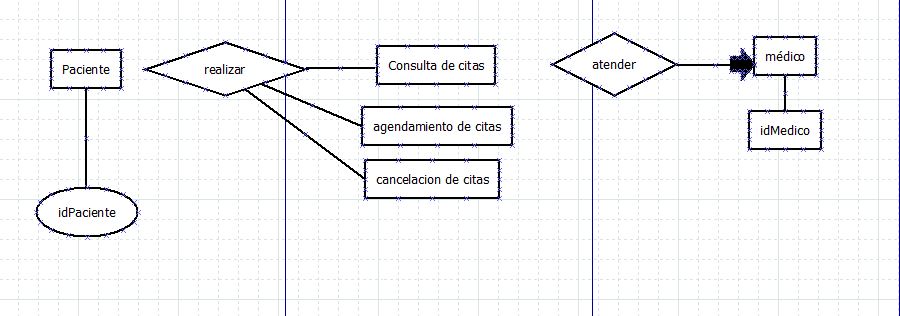 Paciente
realizar
Consulta de citas
atender
médico
agendamiento de citas
idMedico
cancelacion de citas
idPaciente